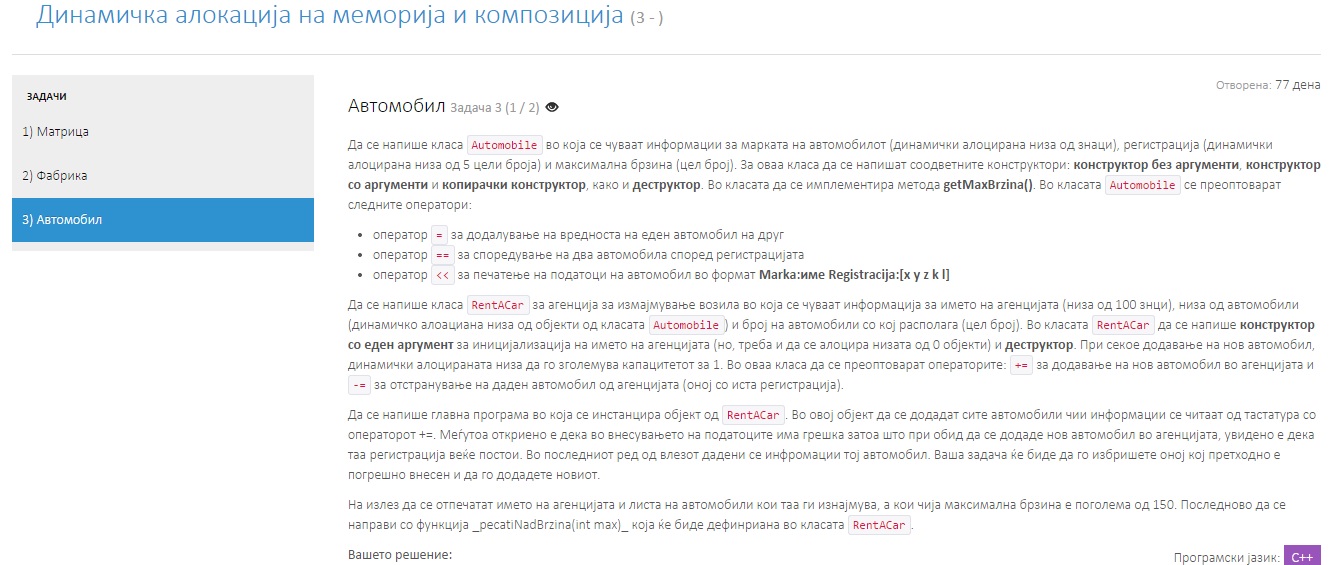 Динамичка алокација на меморија и композиција (3 - )
Отворена: 77 дена
ЗАДАЧИ
1) Матрица
2) Фабрика
3) Автомобил
Автомобил Задача 3 (1 / 2)
Да се напише класа Automobile во која се чуваат информации за марката на автомобилот (динамички алоцирана низа од знаци), регистрација (динамички
алоцирана низа од 5 цели броја) и максимална брзина (цел број). За оваа класа да се напишат соодветните конструктори: конструктор без аргументи, конструктор
со аргументи и копирачки конструктор, како и деструктор. Во класата да се имплементира метода getMaxBrzina(). Во класата Automobile се преоптоварат
следните оператори:
• оператор = за додалување на вредноста на еден автомобил на друг
• оператор == за споредување на два автомобила според регистрацијата
• оператор << за печатење на податоци на автомобил во формат Marka:име Registracija:[x y z k l]
Да се напише класа RentACar за агенција за измајмување возила во која се чуваат информација за името на агенцијата (низа од 100 знци), низа од автомобили
(динамичко алоациана низа од објекти од класата Automobile) и број на автомобили со кој располага (цел број). Во класата RentACar да се напише конструктор
со еден аргумент за иницијализација на името на агенцијата (но, треба и да се алоцира низата од 0 објекти) и деструктор. При секое додавање на нов автомобил,
динамички алоцираната низа да го зголемува капацитетот за 1. Во оваа класа да се преоптоварат операторите: += за додавање на нов автомобил во агенцијата и
-= за отстранување на даден автомобил од агенцијата (оној со иста регистрација).
Да се напише главна програма во која се инстанцира објект од RentACar. Во овој објект да се додадат сите автомобили чии информации се читаат од тастатура со
операторот +=. Меѓутоа откриено е дека во внесувањето на податоците има грешка затоа што при обид да се додаде нов автомобил во агенцијата, увидено е дека
таа регистрација веќе постои. Во последниот ред од влезот дадени се инфромации тој автомобил. Ваша задача ќе биде да го избришете оној кој претходно е
погрешно внесен и да го додадете новиот.
На излез да се отпечатат името на агенцијата и листа на автомобили кои таа ги изнајмува, а кои чија максимална брзина е поголема од 150. Последново да се
направи со функција _pecatiNadBrzina(int max)_ која ќе биде дефинриана во класата RentACar.
Вашето решение:
Програмски јазик: C++